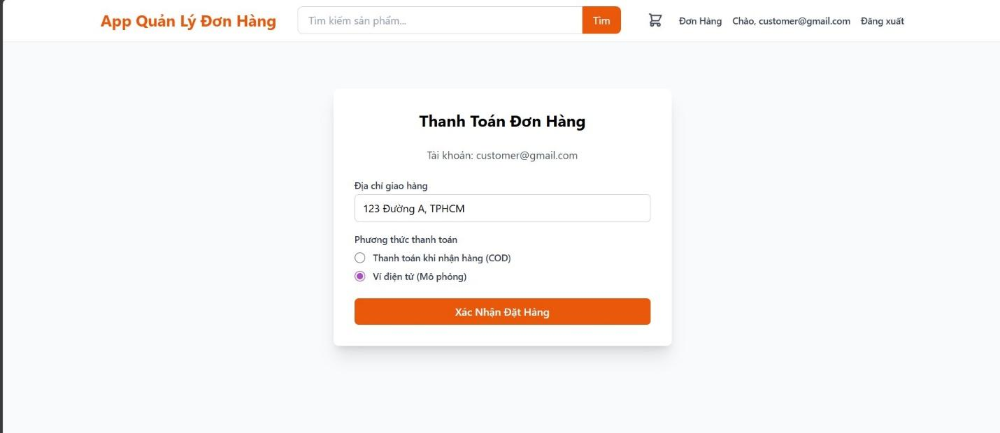 App Quản Lý Đơn Hàng
Tìm kiếm sản phẩm...
Tìm
Đơn Hàng
Chào, customer@gmail.com
Đăng xuất
Thanh Toán Đơn Hàng
Tài khoản: customer@gmail.com
Địa chỉ giao hàng
123 Đường A, TPHCM
Phương thức thanh toán
Thanh toán khi nhận hàng (COD)
Ví điện tử (Mô phỏng)
Xác Nhận Đặt Hàng